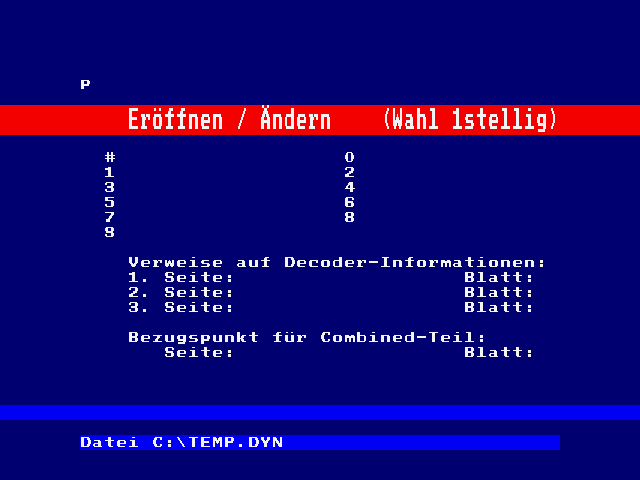 P
Eröffnen / Ändern (Wahl 1stellig)
# 0
1 2
3 4
5 6
7 8
9
Verweise auf Decoder-Informationen:
1. Seite: Blatt:
2. Seite: Blatt:
3. Seite: Blatt:
Bezugspunkt für Combined-Teil:
Seite: Blatt:
Datei C:\TEMP.DYN